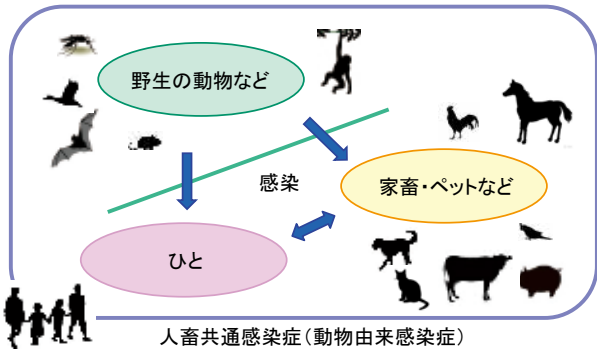 野生の動物など
感染
家畜・ペットなど
ひと
人畜共通感染症（動物由来感染症）